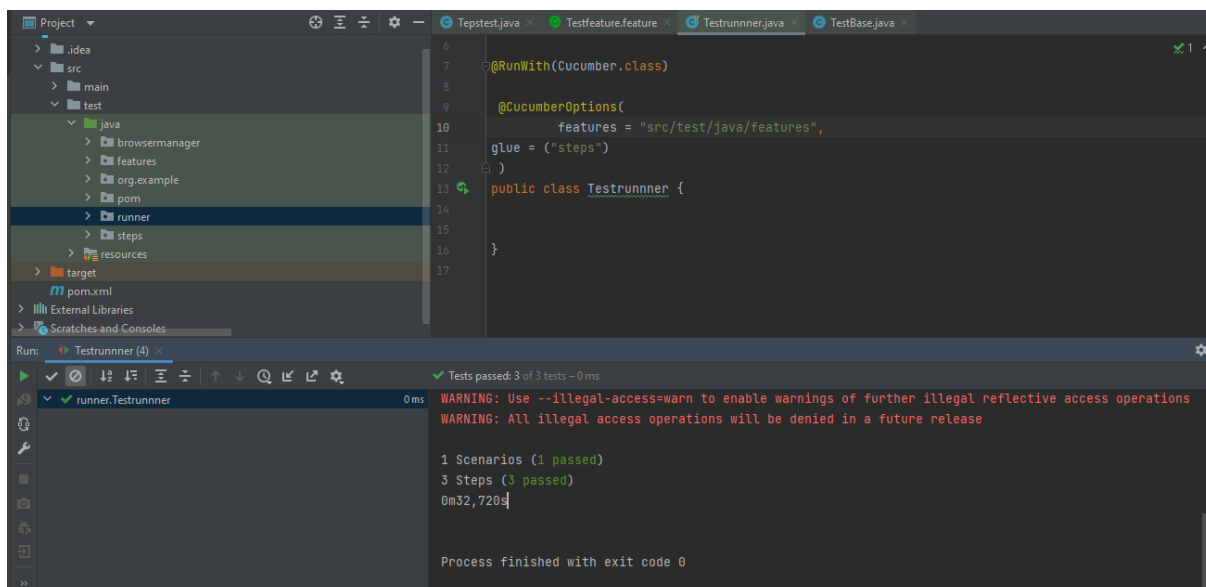 Project
Tepstest.java
Testfeature.feature
Testrunnner.java
TestBase.java
.idea
src
main
test
java
browsermanager
features
org.example
pom
runner
steps
resources
target
pom.xml
External Libraries
Scratches and Consoles
1
6
7 @RunWith(Cucumber.class)
8
9 @CucumberOptions(
10 features = "src/test/java/features",
11 glue = ("steps")
12 )
13 public class Testrunnner {
14
15
16 }
17
Run: Testrunnner (4)
Tests passed: 3 of 3 tests – 0 ms
runner.Testrunnner 0 ms
WARNING: Use --illegal-access=warn to enable warnings of further illegal reflective access operations
WARNING: All illegal access operations will be denied in a future release
1 Scenarios (1 passed)
3 Steps (3 passed)
0m32,720s
Process finished with exit code 0